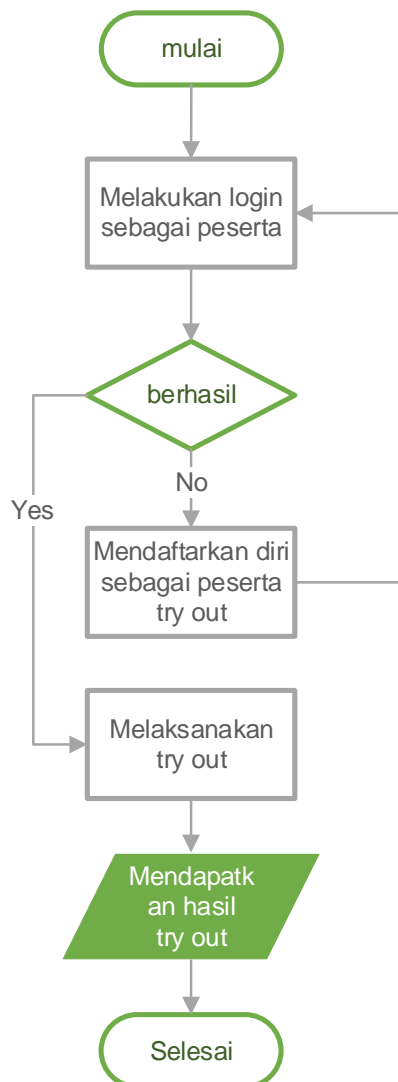 mulai
Melakukan login
sebagai peserta
berhasil
No
Yes
Mendaftarkan diri
sebagai peserta
try out
Melaksanakan
try out
Mendapatk
an hasil
try out
Selesai